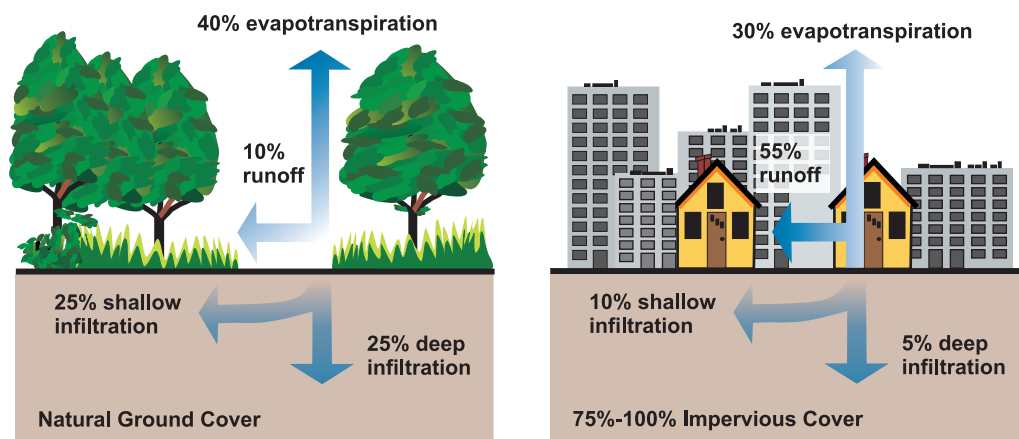 40% evapotranspiration
10%
runoff
25% shallow
infiltration
25% deep
infiltration
Natural Ground Cover
30% evapotranspiration
55%
runoff
10% shallow
infiltration
5% deep
infiltration
75%-100% Impervious Cover